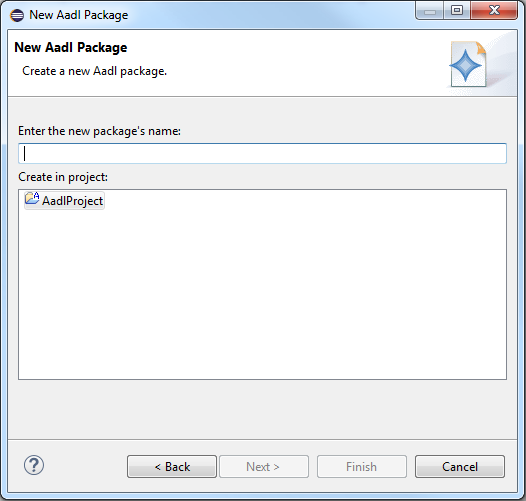 New Aadl Package
New Aadl Package
Create a new Aadl package.
Enter the new package's name:
Create in project:
AadlProject
?
< Back
Next >
Finish
Cancel